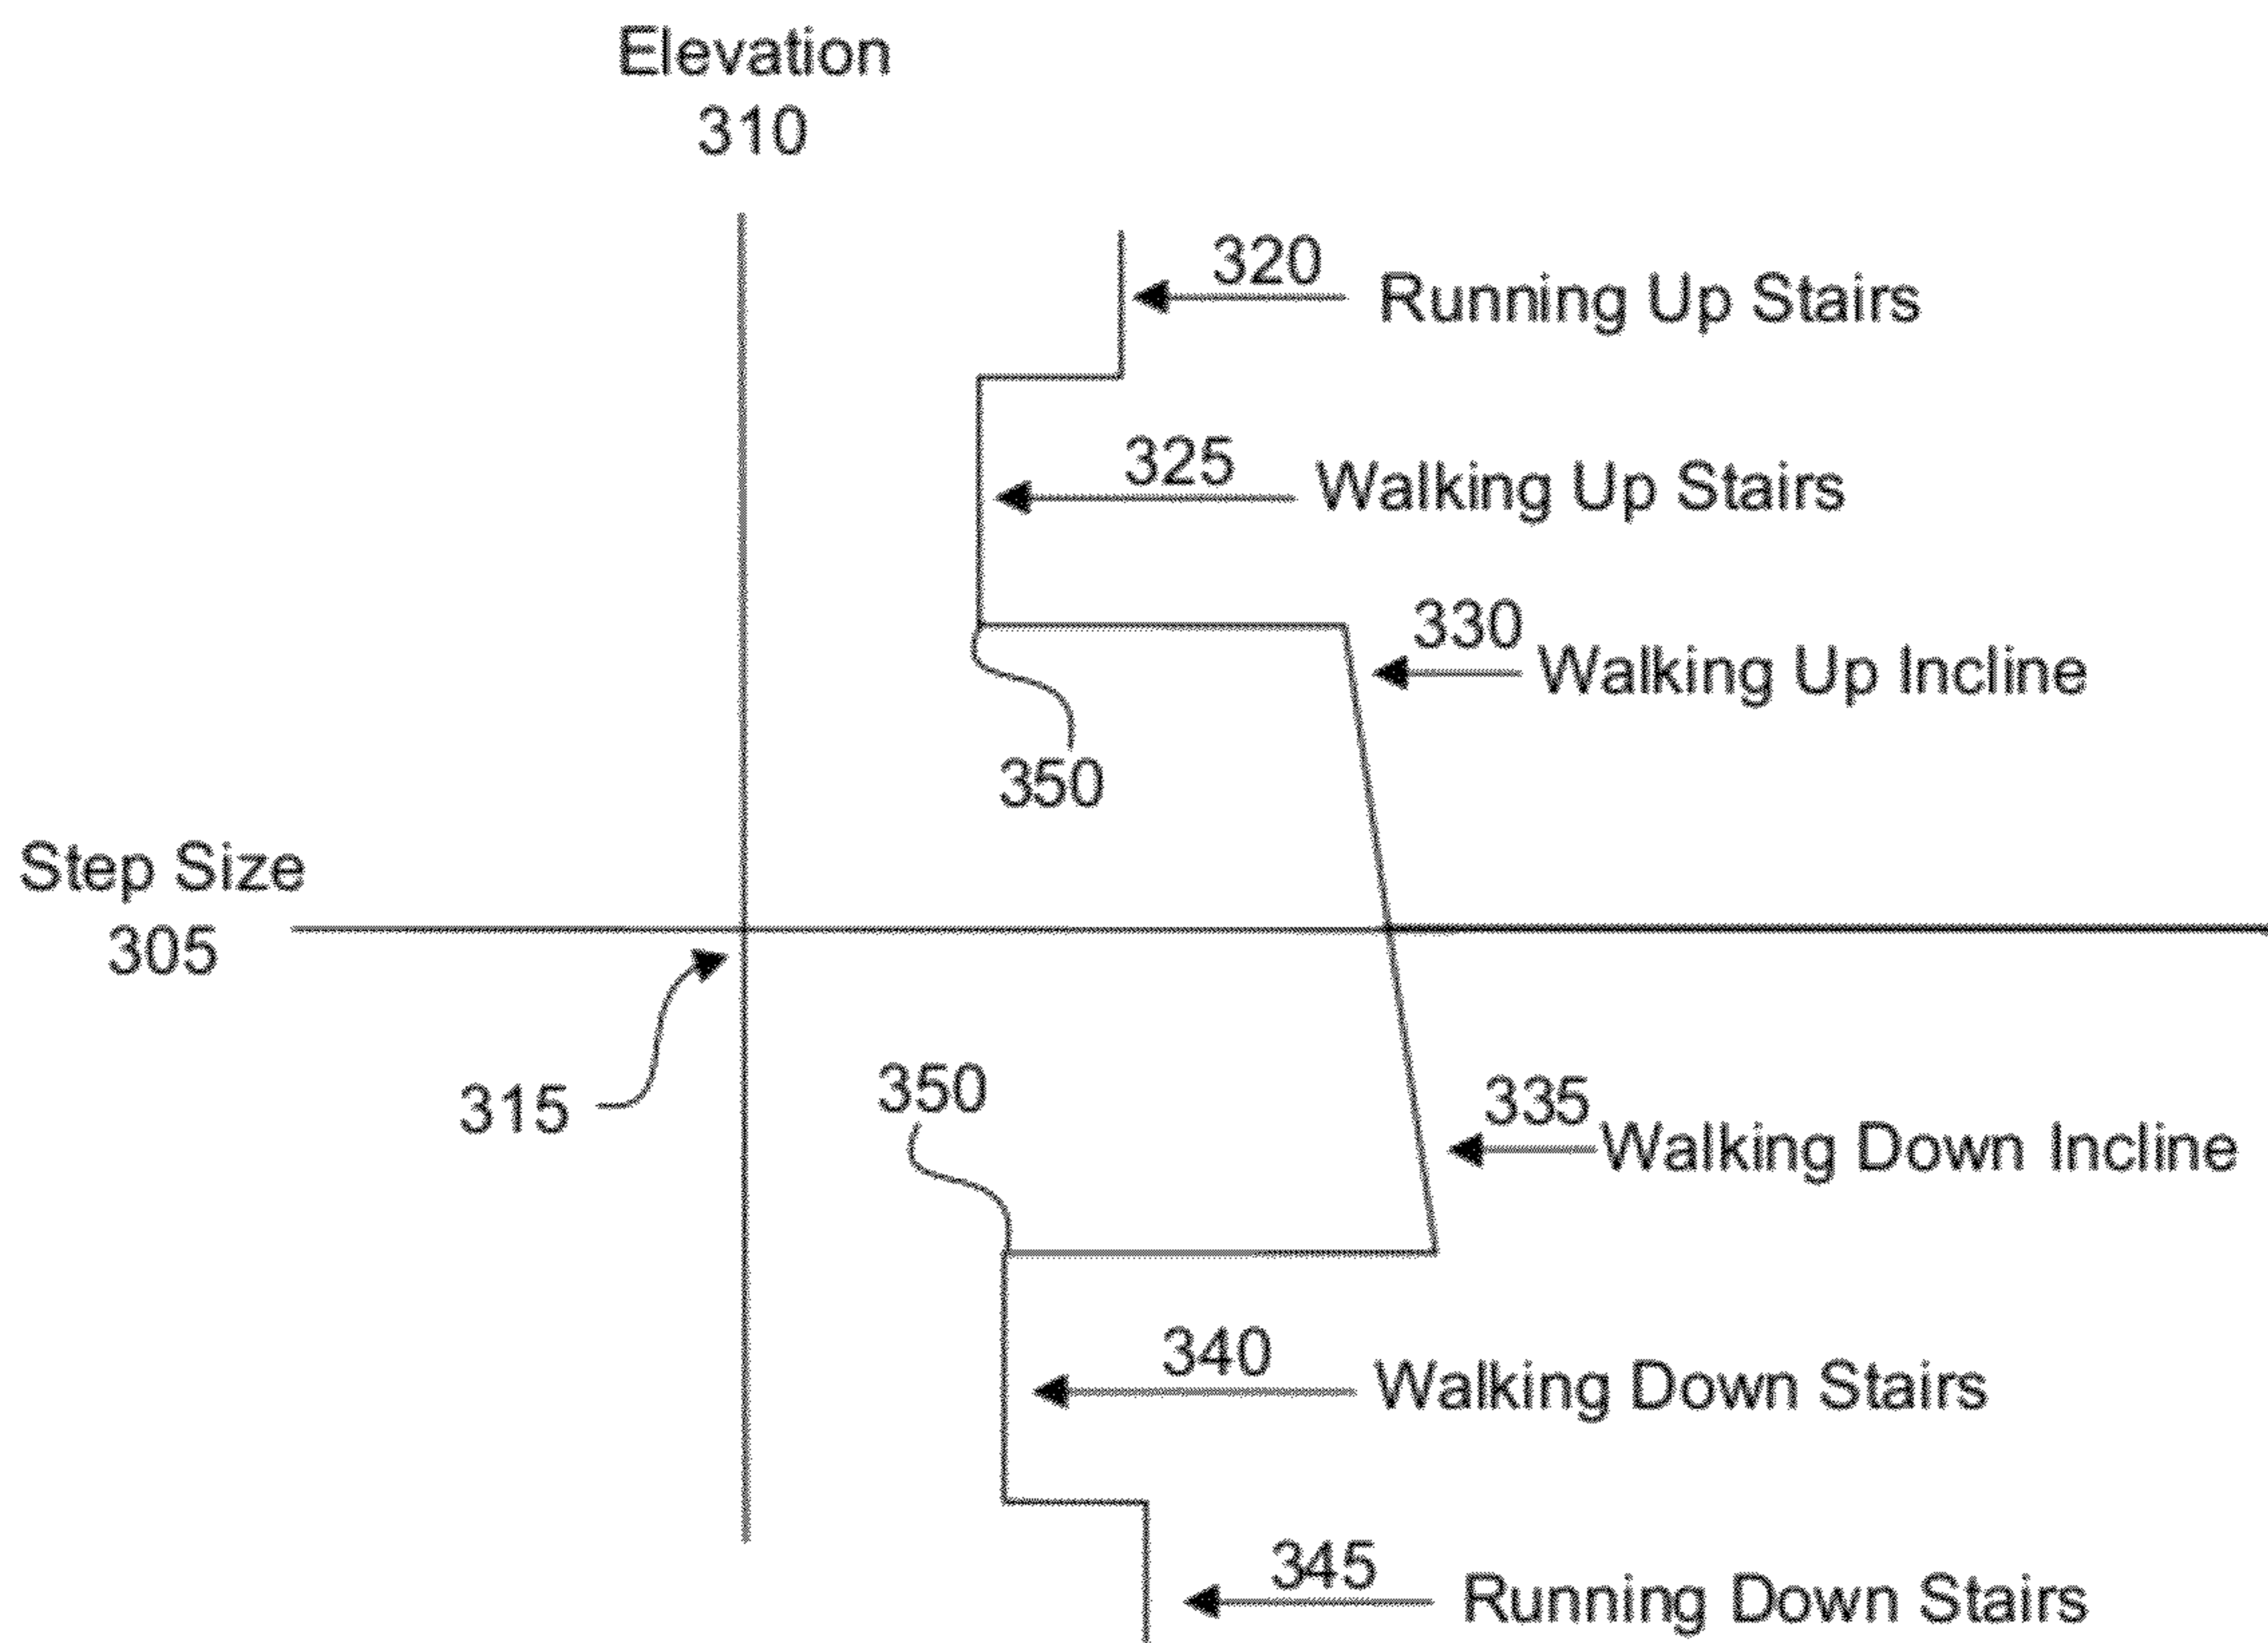 Elevation
310
320
Running Up Stairs
325
Walking Up Stairs
330
Walking Up Incline
350
Step Size
305
315
350
335
Walking Down Incline
340
Walking Down Stairs
345
Running Down Stairs